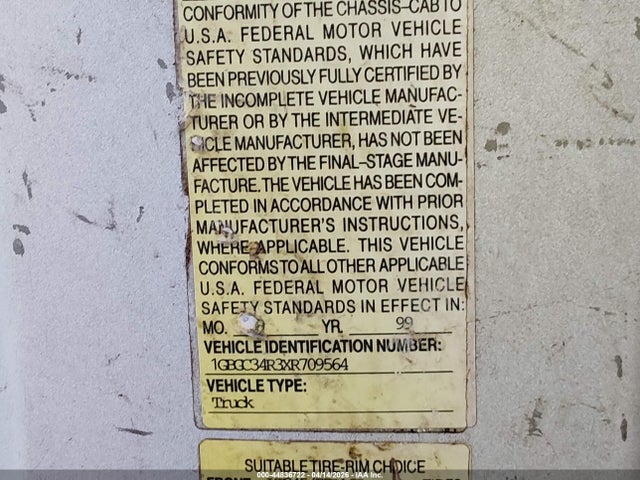 CONFORMITY OF THE CHASSIS-CAB TO
U.S.A. FEDERAL MOTOR VEHICLE
SAFETY STANDARDS, WHICH HAVE
BEEN PREVIOUSLY FULLY CERTIFIED BY
THE INCOMPLETE VEHICLE MANUFAC-
TURER OR BY THE INTERMEDIATE VE-
HICLE MANUFACTURER, HAS NOT BEEN
AFFECTED BY THE FINAL-STAGE MANU-
FACTURE. THE VEHICLE HAS BEEN COM-
PLETED IN ACCORDANCE WITH PRIOR
MANUFACTURER'S INSTRUCTIONS,
WHERE APPLICABLE. THIS VEHICLE
CONFORMS TO ALL OTHER APPLICABLE
U.S.A. FEDERAL MOTOR VEHICLE
SAFETY STANDARDS IN EFFECT IN:
MO. YR. 99
VEHICLE IDENTIFICATION NUMBER:
1GBGC34R3XR709564
VEHICLE TYPE:
Truck
SUITABLE TIRE-RIM CHOICE
000-44836722 - 04/14/2026 - IAAI, Inc.